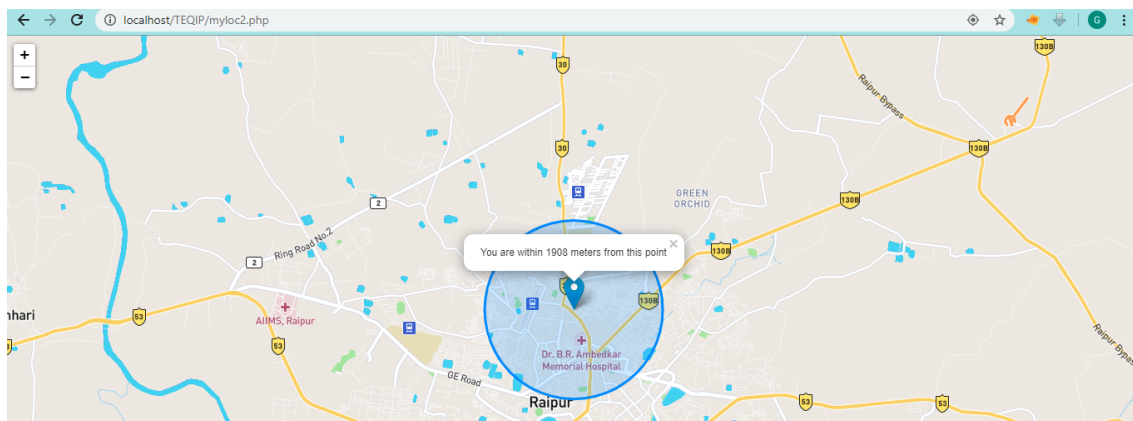 localhost/TEQIP/myloc2.php
G
+
−
130B
30
Raipur Bypass
30
130B
GREEN
ORCHID
130B
2
Ring Road No.2
2
130B
You are within 1908 meters from this point
×
130B
nhari
53
AIIMS, Raipur
53
Dr. B.R. Ambedkar
Memorial Hospital
GE Road
Raipur
53
53
Raipur Bypass